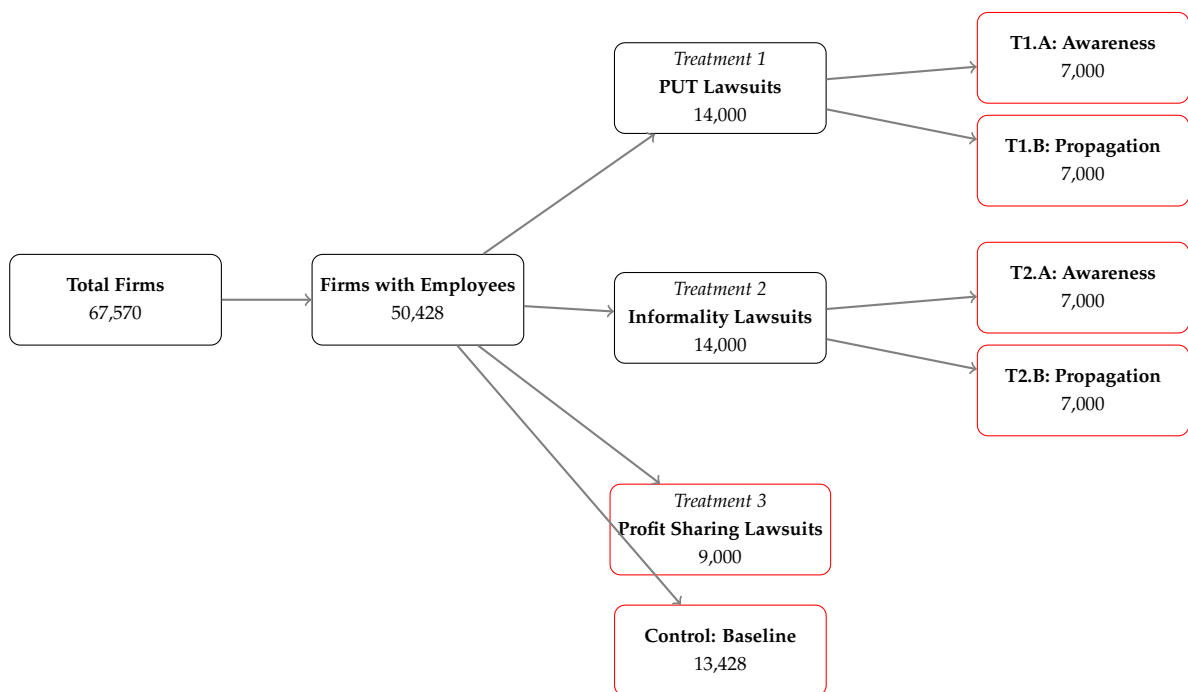 Total Firms
67,570
Firms with Employees
50,428
Treatment 1
PUT Lawsuits
14,000
T1.A: Awareness
7,000
T1.B: Propagation
7,000
Treatment 2
Informality Lawsuits
14,000
T2.A: Awareness
7,000
T2.B: Propagation
7,000
Treatment 3
Profit Sharing Lawsuits
9,000
Control: Baseline
13,428